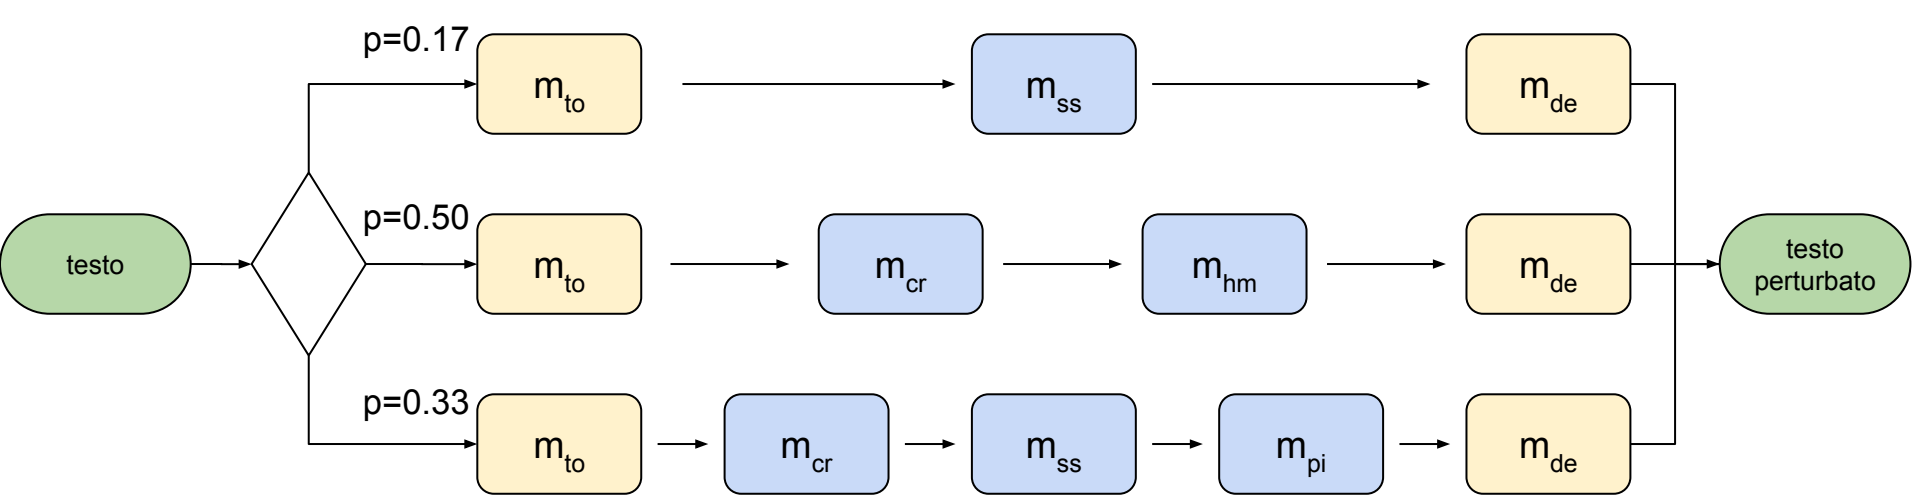 p=0.17
m_to
m_ss
m_de
testo
p=0.50
m_to
m_cr
m_hm
m_de
testo
perturbato
p=0.33
m_to
m_cr
m_ss
m_pi
m_de